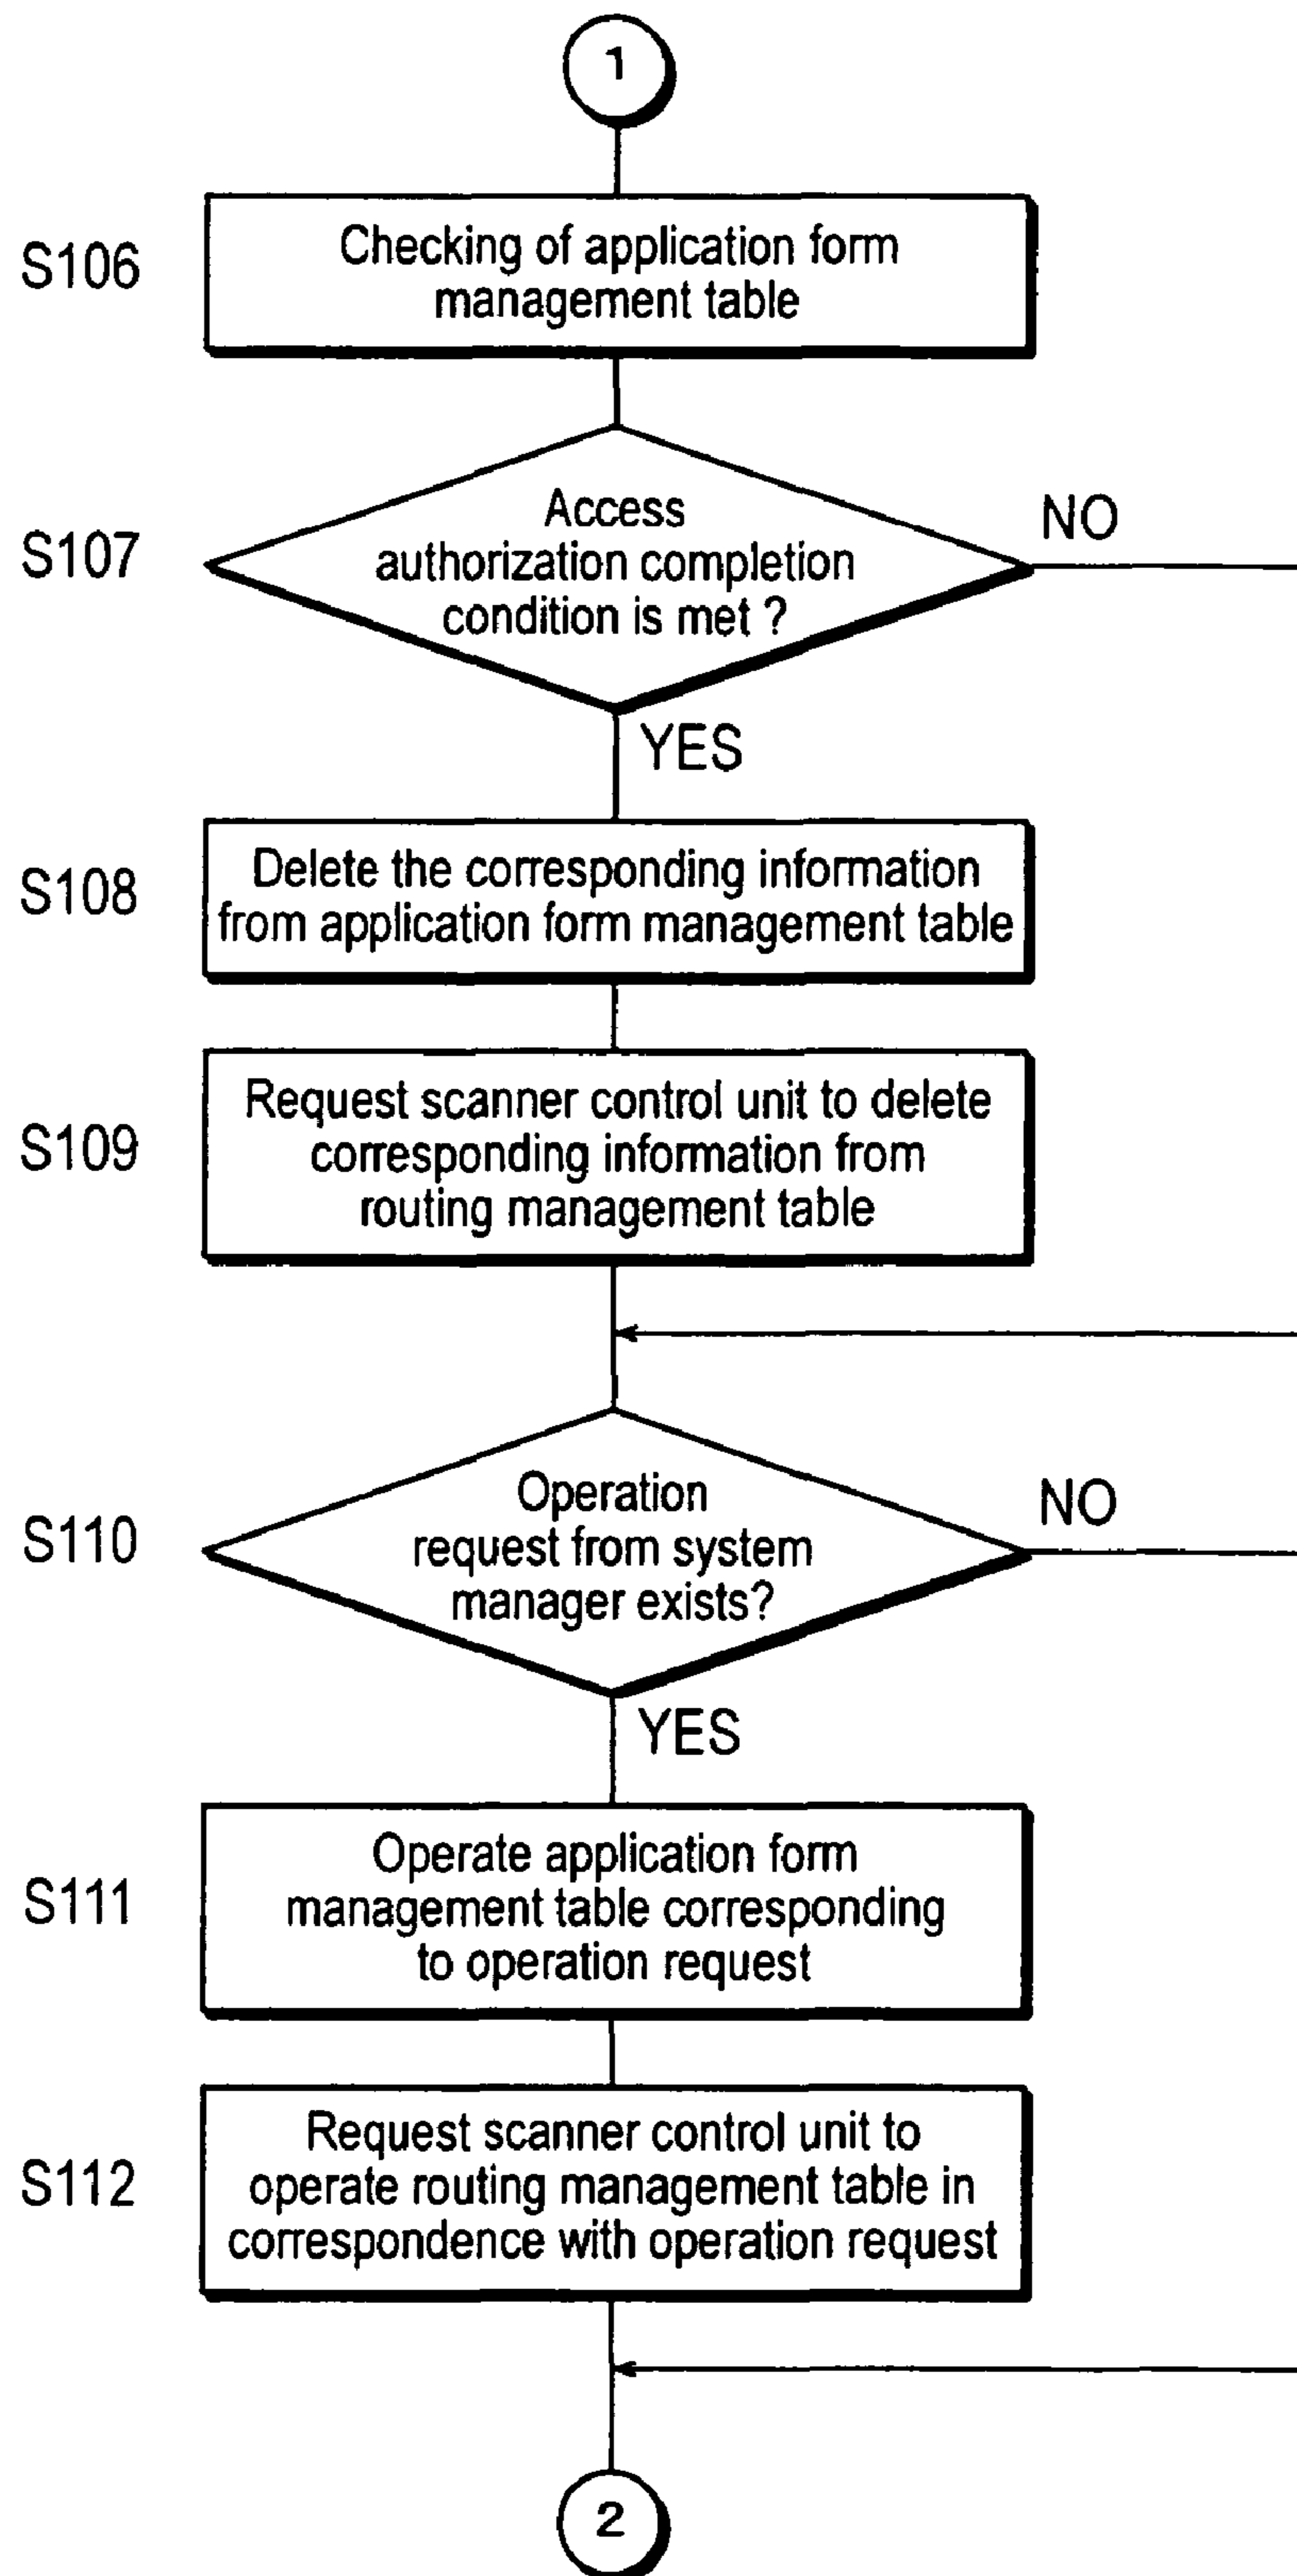 1
S106
Checking of application form
management table
S107
Access
authorization completion
condition is met ?
NO
YES
S108
Delete the corresponding information
from application form management table
S109
Request scanner control unit to delete
corresponding information from
routing management table
S110
Operation
request from system
manager exists?
NO
YES
S111
Operate application form
management table corresponding
to operation request
S112
Request scanner control unit to
operate routing management table in
correspondence with operation request
2